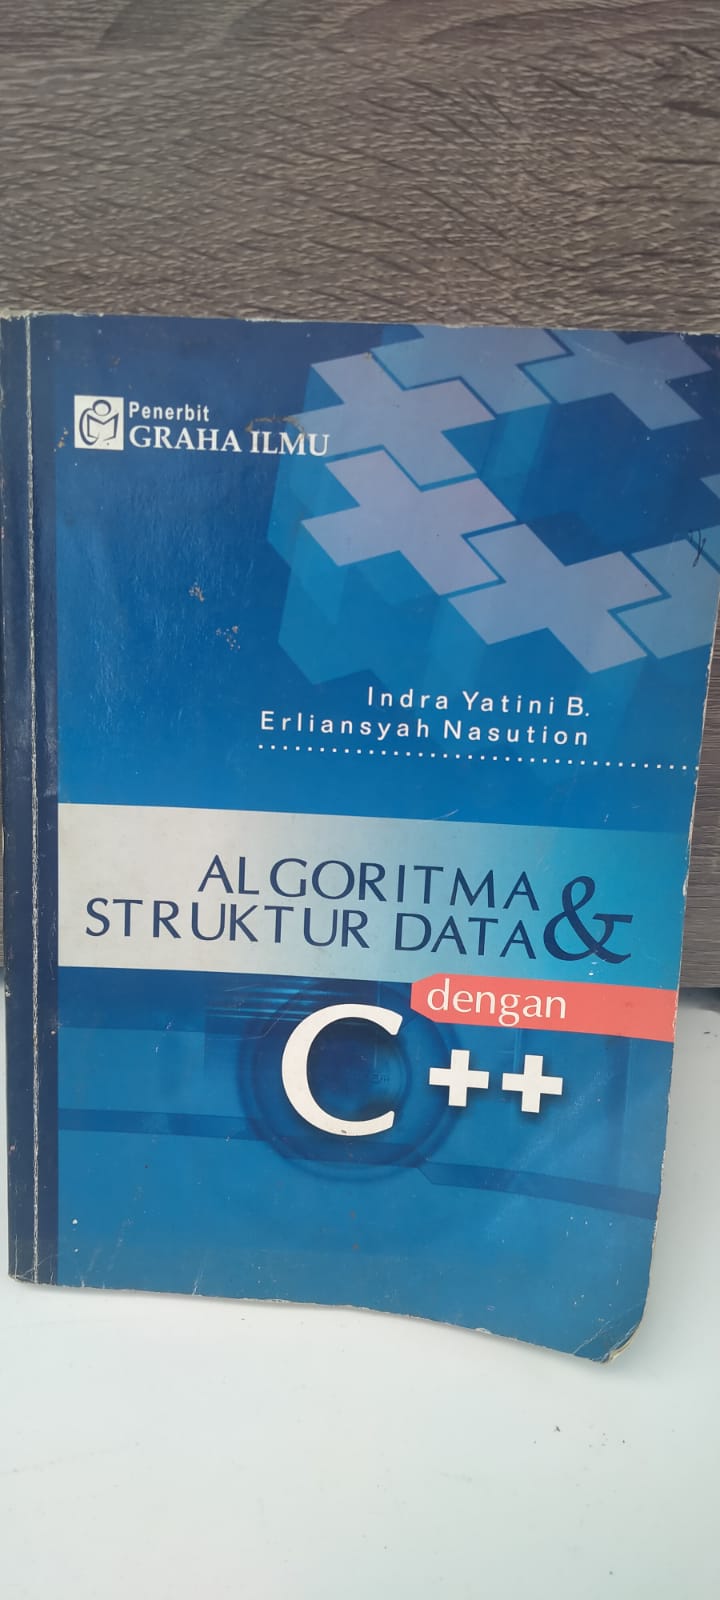 Penerbit
GRAHA ILMU
Indra Yatini B.
Erliansyah Nasution
ALGORITMA &
STRUKTUR DATA
dengan
C++